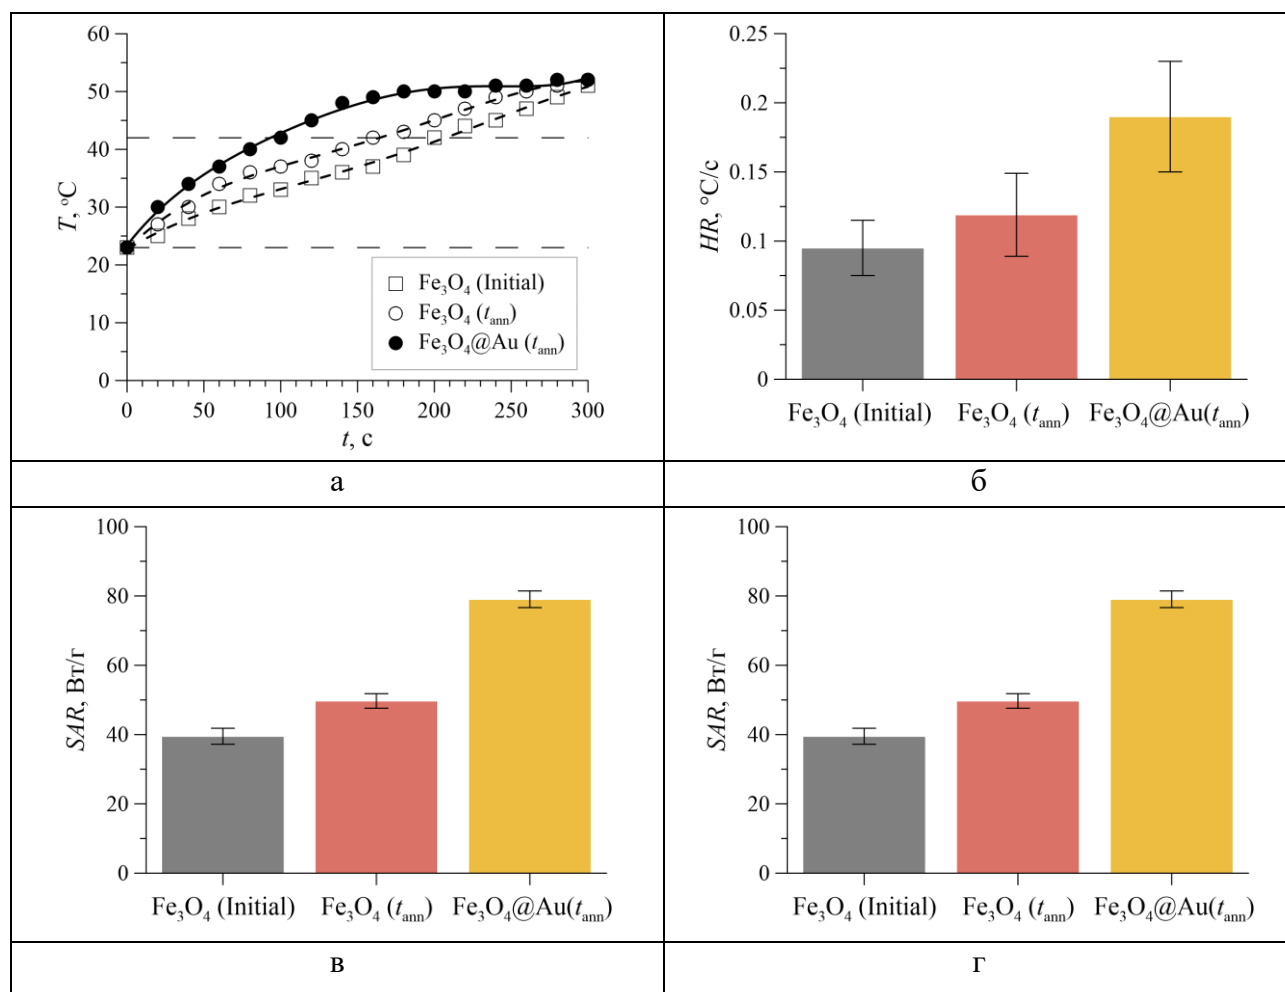 60
50
40
30
20
10
0
T, °C
0 50 100 150 200 250 300
t, с
Fe₃O₄ (Initial)
Fe₃O₄ (tann)
Fe₃O₄@Au (tann)
а
0.25
0.2
0.15
0.1
0.05
0
HR, °C/с
Fe₃O₄ (Initial) Fe₃O₄ (tann) Fe₃O₄@Au(tann)
б
100
80
60
40
20
0
SAR, Вт/г
Fe₃O₄ (Initial) Fe₃O₄ (tann) Fe₃O₄@Au(tann)
в
100
80
60
40
20
0
SAR, Вт/г
Fe₃O₄ (Initial) Fe₃O₄ (tann) Fe₃O₄@Au(tann)
г